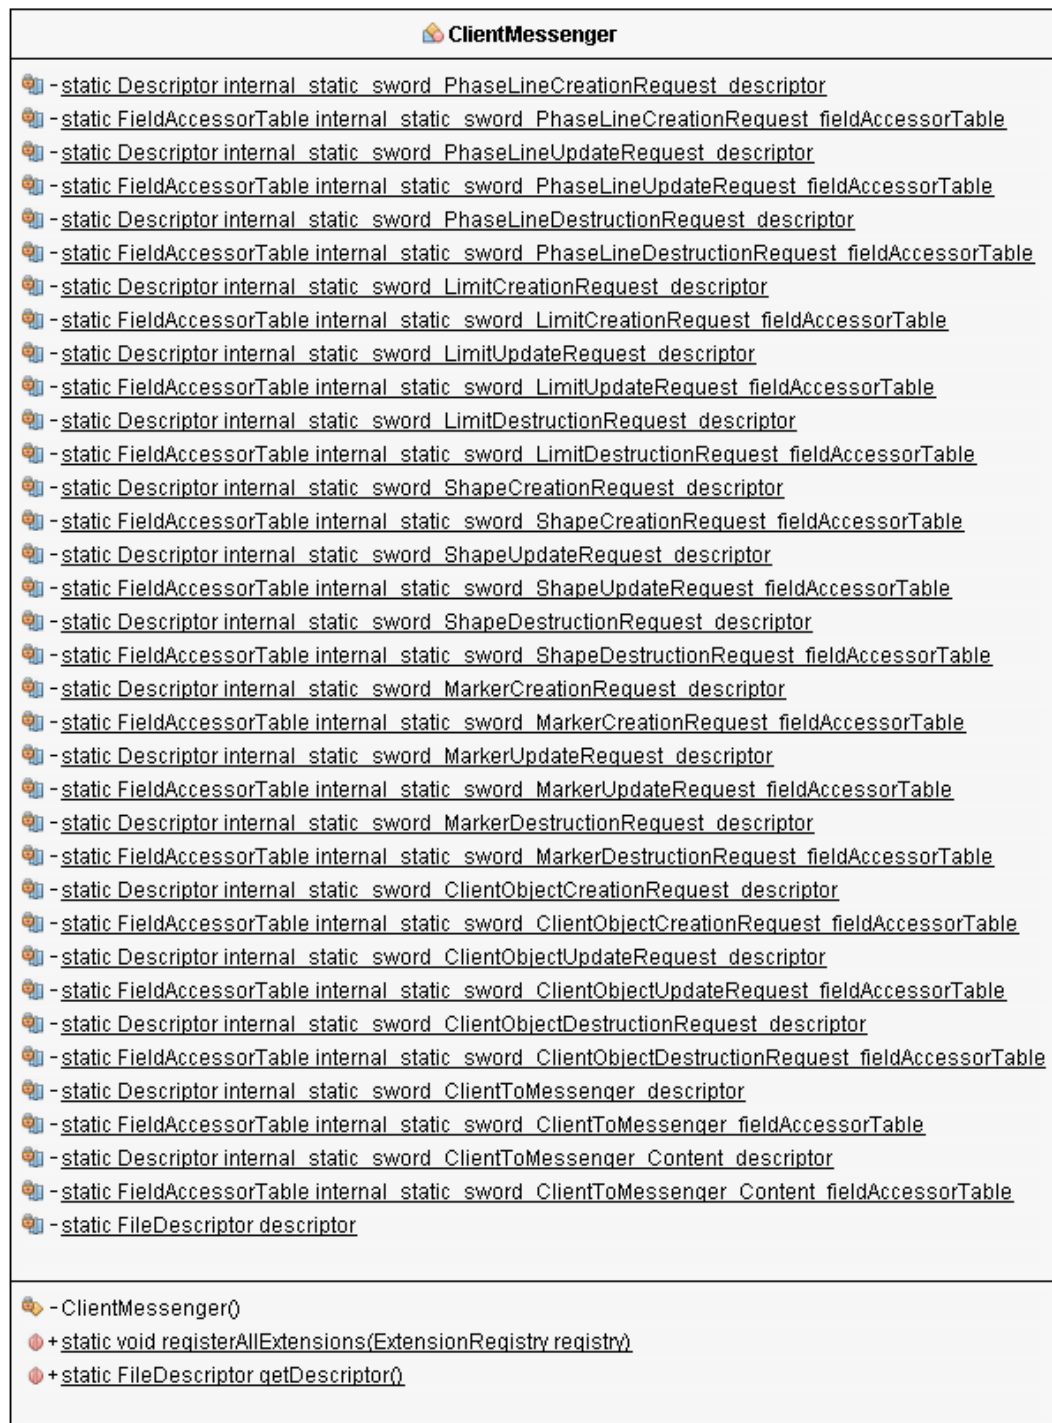 ClientMessenger
- static Descriptor internal_static_sword_PhaseLineCreationRequest_descriptor
- static FieldAccessorTable internal_static_sword_PhaseLineCreationRequest_fieldAccessorTable
- static Descriptor internal_static_sword_PhaseLineUpdateRequest_descriptor
- static FieldAccessorTable internal_static_sword_PhaseLineUpdateRequest_fieldAccessorTable
- static Descriptor internal_static_sword_PhaseLineDestructionRequest_descriptor
- static FieldAccessorTable internal_static_sword_PhaseLineDestructionRequest_fieldAccessorTable
- static Descriptor internal_static_sword_LimitCreationRequest_descriptor
- static FieldAccessorTable internal_static_sword_LimitCreationRequest_fieldAccessorTable
- static Descriptor internal_static_sword_LimitUpdateRequest_descriptor
- static FieldAccessorTable internal_static_sword_LimitUpdateRequest_fieldAccessorTable
- static Descriptor internal_static_sword_LimitDestructionRequest_descriptor
- static FieldAccessorTable internal_static_sword_LimitDestructionRequest_fieldAccessorTable
- static Descriptor internal_static_sword_ShapeCreationRequest_descriptor
- static FieldAccessorTable internal_static_sword_ShapeCreationRequest_fieldAccessorTable
- static Descriptor internal_static_sword_ShapeUpdateRequest_descriptor
- static FieldAccessorTable internal_static_sword_ShapeUpdateRequest_fieldAccessorTable
- static Descriptor internal_static_sword_ShapeDestructionRequest_descriptor
- static FieldAccessorTable internal_static_sword_ShapeDestructionRequest_fieldAccessorTable
- static Descriptor internal_static_sword_MarkerCreationRequest_descriptor
- static FieldAccessorTable internal_static_sword_MarkerCreationRequest_fieldAccessorTable
- static Descriptor internal_static_sword_MarkerUpdateRequest_descriptor
- static FieldAccessorTable internal_static_sword_MarkerUpdateRequest_fieldAccessorTable
- static Descriptor internal_static_sword_MarkerDestructionRequest_descriptor
- static FieldAccessorTable internal_static_sword_MarkerDestructionRequest_fieldAccessorTable
- static Descriptor internal_static_sword_ClientObjectCreationRequest_descriptor
- static FieldAccessorTable internal_static_sword_ClientObjectCreationRequest_fieldAccessorTable
- static Descriptor internal_static_sword_ClientObjectUpdateRequest_descriptor
- static FieldAccessorTable internal_static_sword_ClientObjectUpdateRequest_fieldAccessorTable
- static Descriptor internal_static_sword_ClientObjectDestructionRequest_descriptor
- static FieldAccessorTable internal_static_sword_ClientObjectDestructionRequest_fieldAccessorTable
- static Descriptor internal_static_sword_ClientToMessenger_descriptor
- static FieldAccessorTable internal_static_sword_ClientToMessenger_fieldAccessorTable
- static Descriptor internal_static_sword_ClientToMessenger_Content_descriptor
- static FieldAccessorTable internal_static_sword_ClientToMessenger_Content_fieldAccessorTable
- static FileDescriptor descriptor
- ClientMessenger()
+ static void registerAllExtensions(ExtensionRegistry registry)
+ static FileDescriptor getDescriptor()